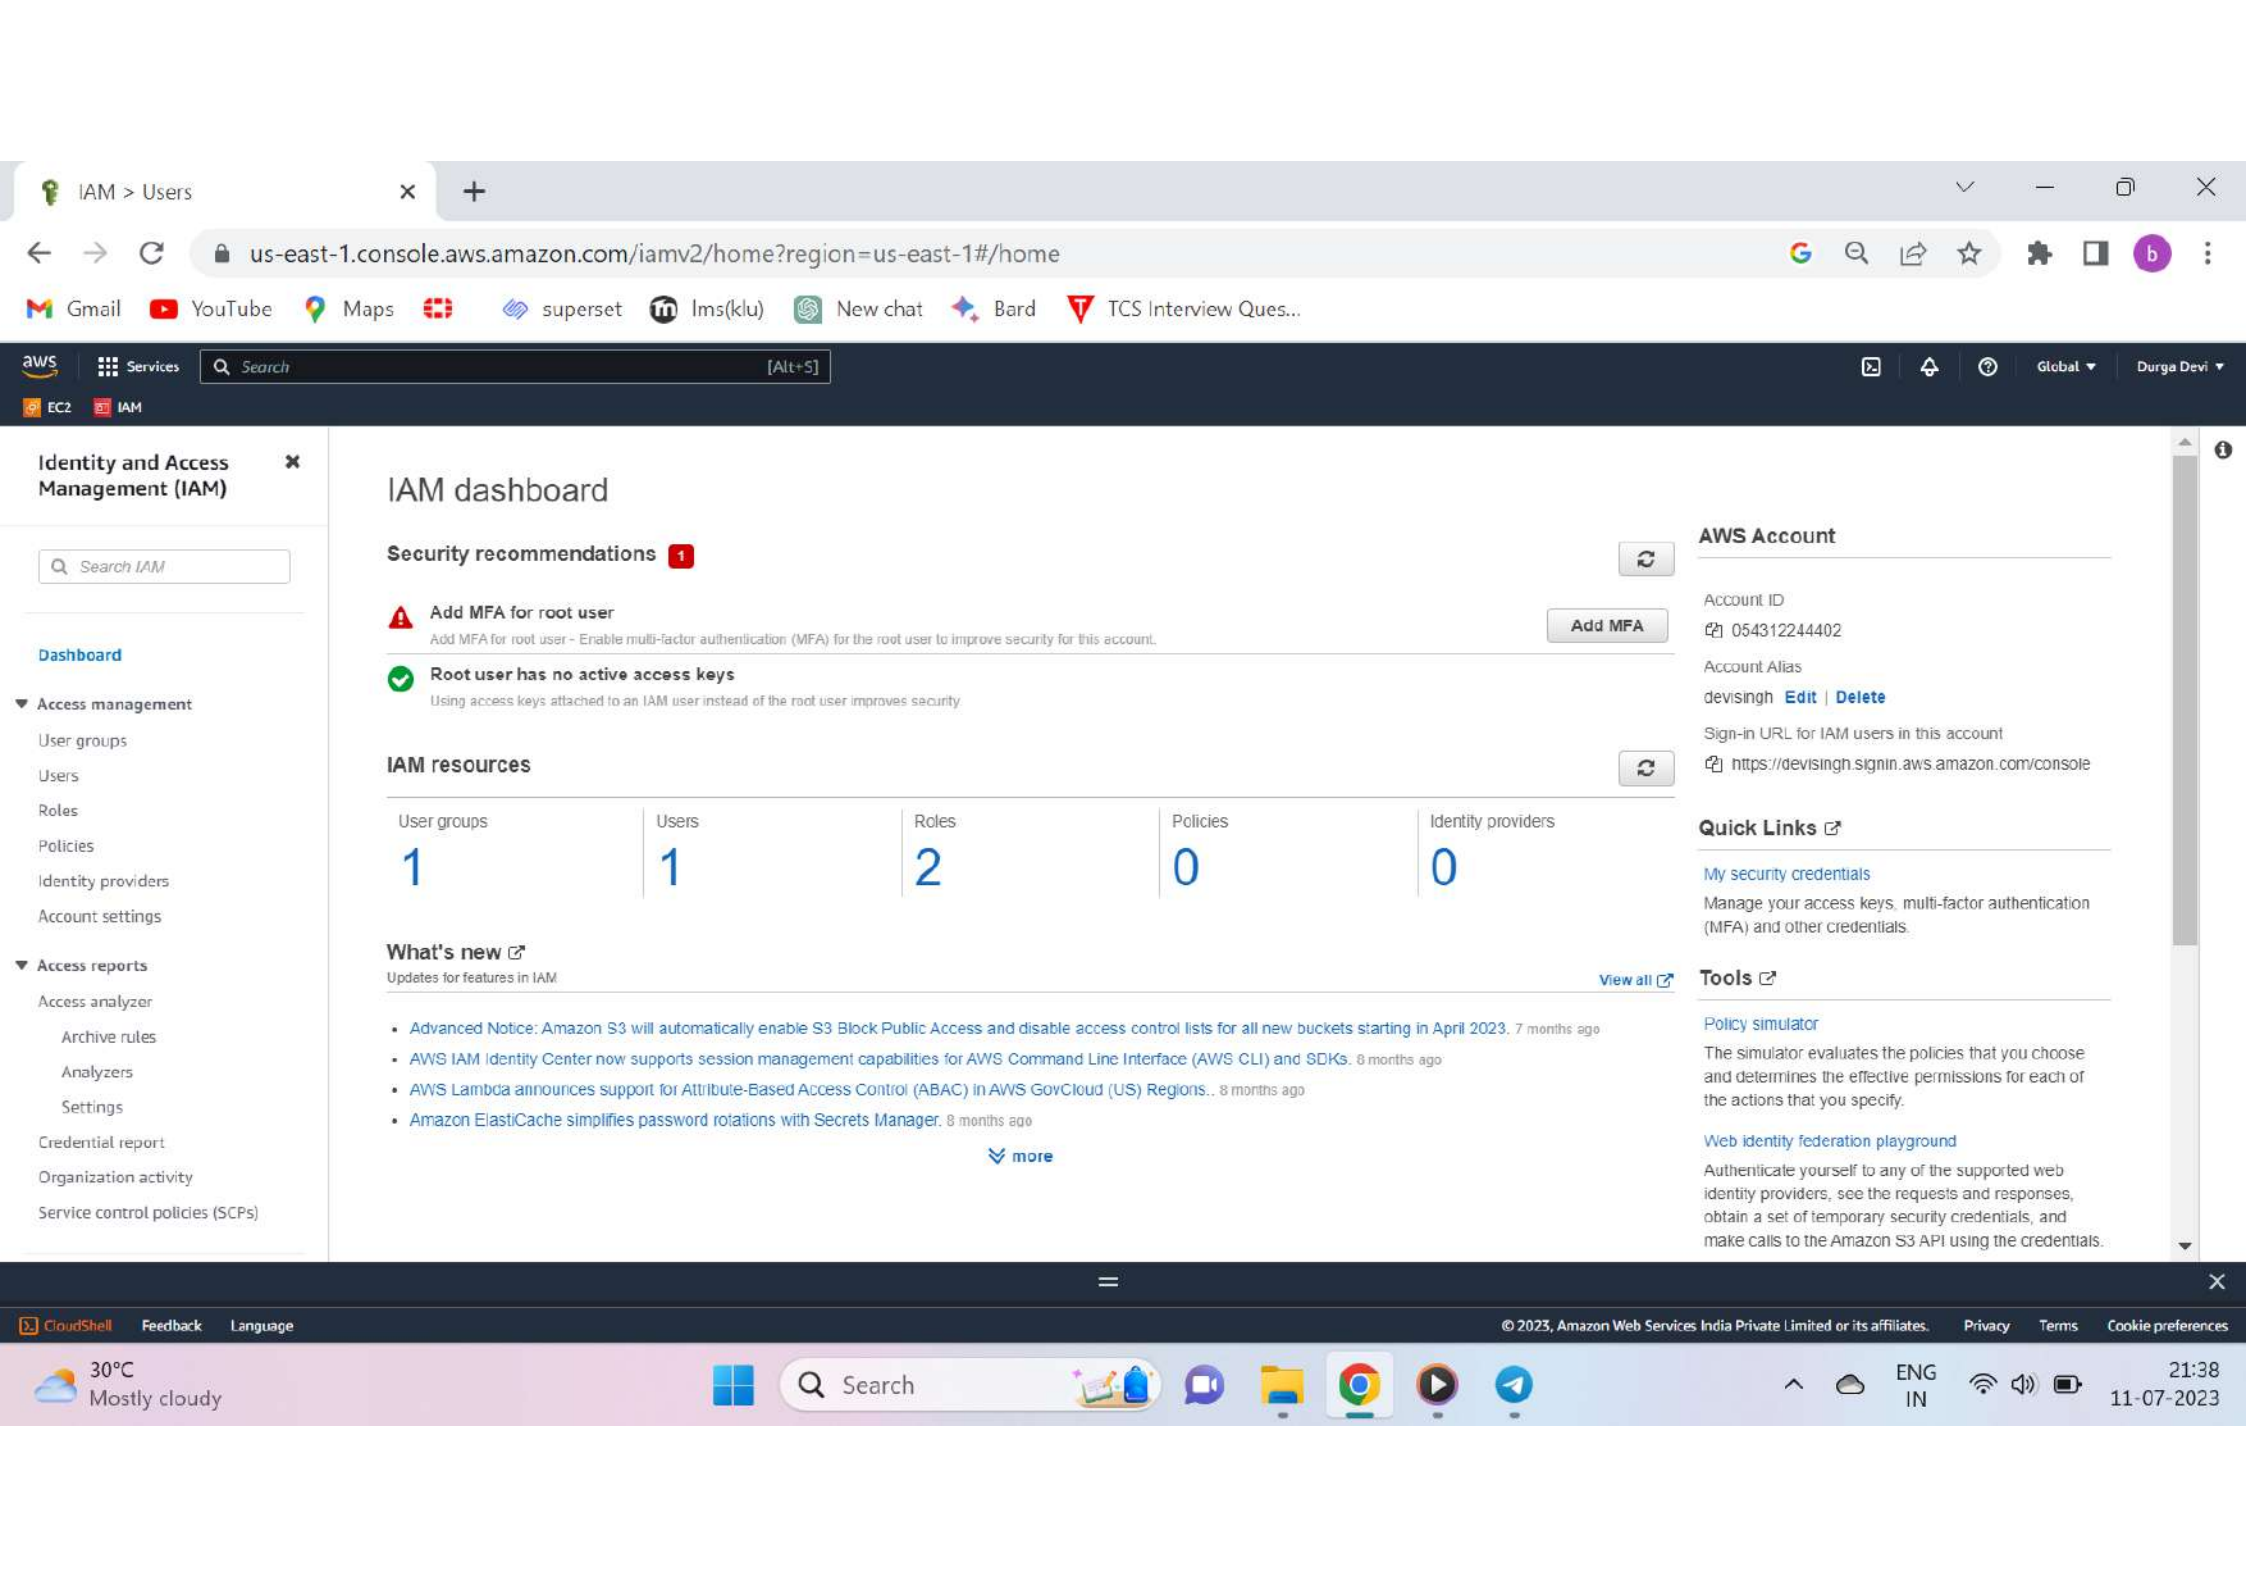 IAM > Users
us-east-1.console.aws.amazon.com/iamv2/home?region=us-east-1#/home
b
Gmail YouTube Maps superset lms(klu) New chat Bard TCS Interview Ques...
aws Services Search [Alt+S] Global Durga Devi
EC2 IAM
Identity and Access
Management (IAM)
Search IAM
Dashboard
Access management
User groups
Users
Roles
Policies
Identity providers
Account settings
Access reports
Access analyzer
Archive rules
Analyzers
Settings
Credential report
Organization activity
Service control policies (SCPs)
IAM dashboard
Security recommendations 1
Add MFA for root user
Add MFA for root user - Enable multi-factor authentication (MFA) for the root user to improve security for this account.
Add MFA
Root user has no active access keys
Using access keys attached to an IAM user instead of the root user improves security.
IAM resources
User groups Users Roles Policies Identity providers
1 1 2 0 0
What's new
Updates for features in IAM
View all
Advanced Notice: Amazon S3 will automatically enable S3 Block Public Access and disable access control lists for all new buckets starting in April 2023. 7 months ago
AWS IAM Identity Center now supports session management capabilities for AWS Command Line Interface (AWS CLI) and SDKs. 8 months ago
AWS Lambda announces support for Attribute-Based Access Control (ABAC) in AWS GovCloud (US) Regions.. 8 months ago
Amazon ElastiCache simplifies password rotations with Secrets Manager. 8 months ago
more
AWS Account
Account ID
054312244402
Account Alias
devisingh Edit | Delete
Sign-in URL for IAM users in this account
https://devisingh.signin.aws.amazon.com/console
Quick Links
My security credentials
Manage your access keys, multi-factor authentication
(MFA) and other credentials.
Tools
Policy simulator
The simulator evaluates the policies that you choose
and determines the effective permissions for each of
the actions that you specify.
Web identity federation playground
Authenticate yourself to any of the supported web
identity providers, see the requests and responses,
obtain a set of temporary security credentials, and
make calls to the Amazon S3 API using the credentials.
CloudShell Feedback Language © 2023, Amazon Web Services India Private Limited or its affiliates. Privacy Terms Cookie preferences
30°C
Mostly cloudy
Search
ENG
IN
21:38
11-07-2023